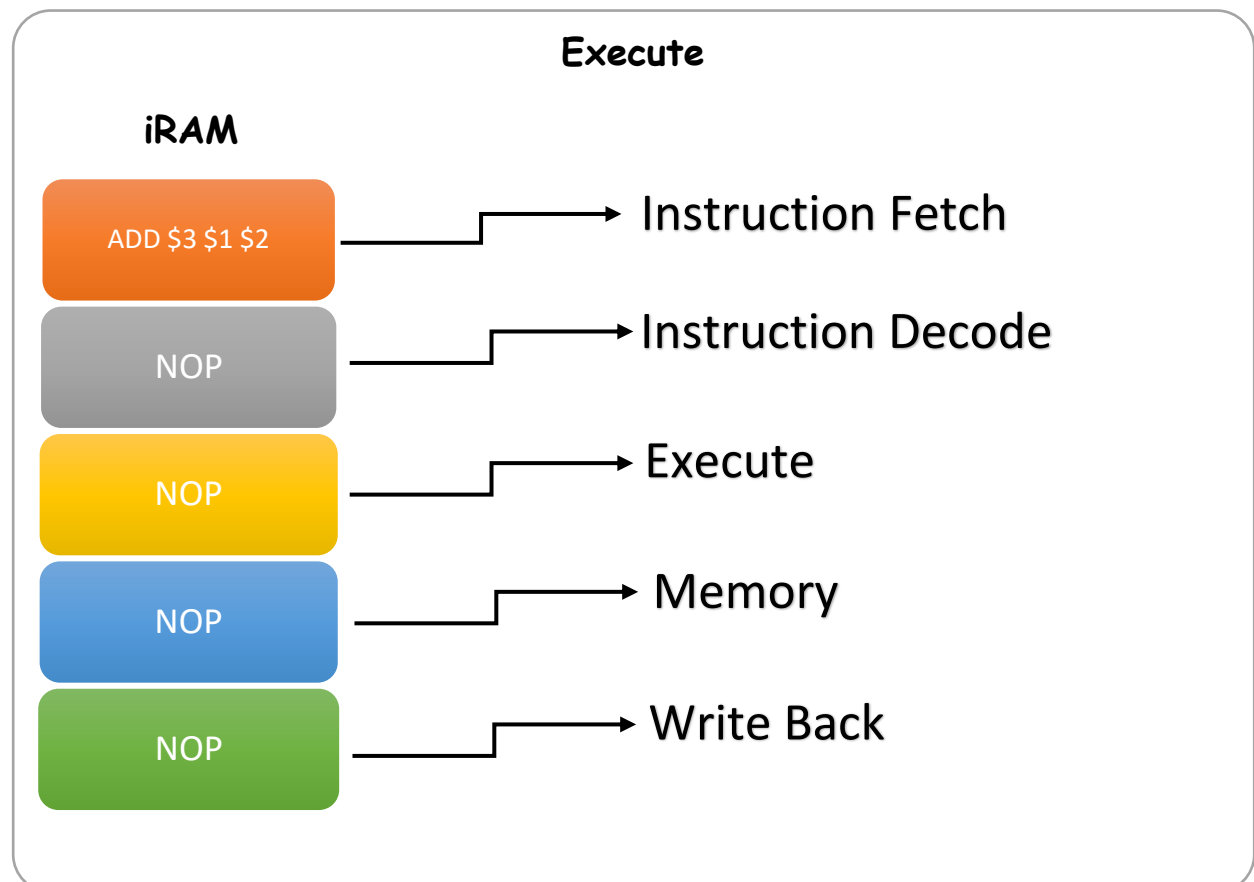 Execute
iRAM
ADD $3 $1 $2
Instruction Fetch
NOP
Instruction Decode
NOP
Execute
NOP
Memory
NOP
Write Back